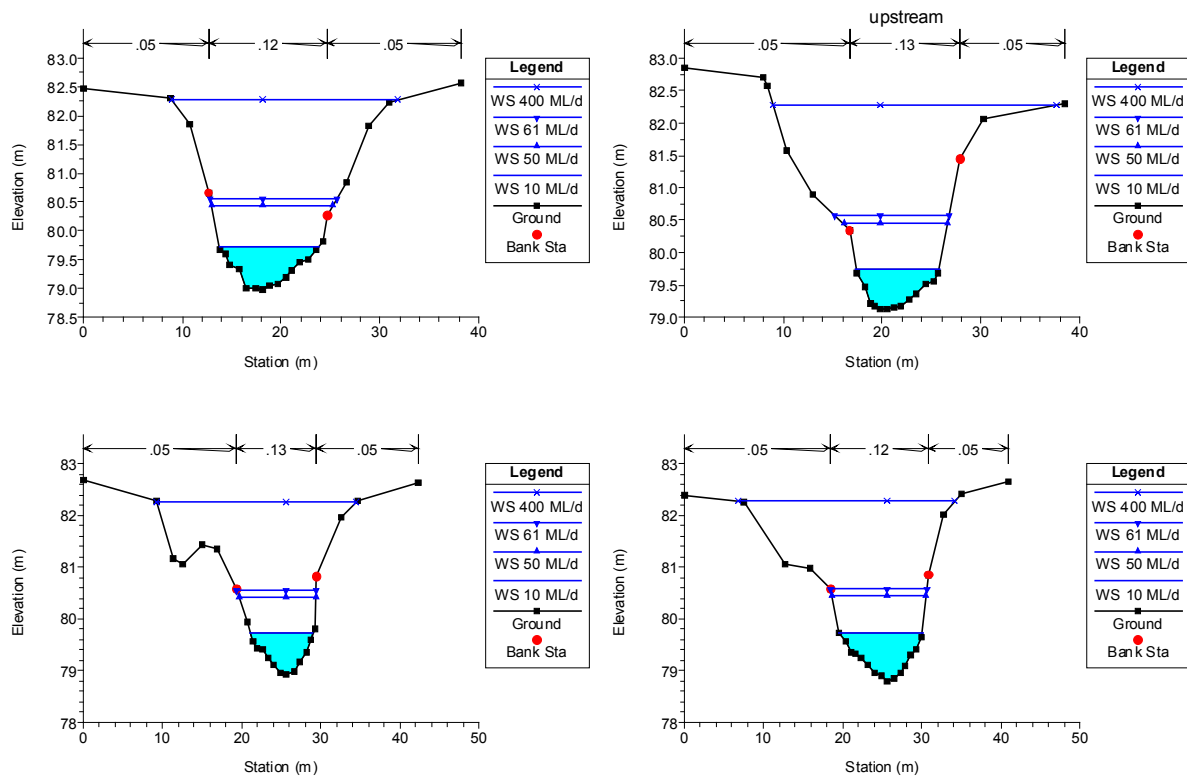 .05 .12 .05
83.0
82.5
82.0
81.5
81.0
80.5
80.0
79.5
79.0
78.5
0 10 20 30 40
Station (m)
Elevation (m)
Legend
WS 400 ML/d
WS 61 ML/d
WS 50 ML/d
WS 10 ML/d
Ground
Bank Sta
upstream
.05 .13 .05
83.0
82.5
82.0
81.5
81.0
80.5
80.0
79.5
79.0
0 10 20 30 40
Station (m)
Elevation (m)
Legend
WS 400 ML/d
WS 61 ML/d
WS 50 ML/d
WS 10 ML/d
Ground
Bank Sta
.05 .13 .05
83
82
81
80
79
78
0 10 20 30 40 50
Station (m)
Elevation (m)
Legend
WS 400 ML/d
WS 61 ML/d
WS 50 ML/d
WS 10 ML/d
Ground
Bank Sta
.05 .12 .05
83
82
81
80
79
78
0 10 20 30 40 50
Station (m)
Elevation (m)
Legend
WS 400 ML/d
WS 61 ML/d
WS 50 ML/d
WS 10 ML/d
Ground
Bank Sta